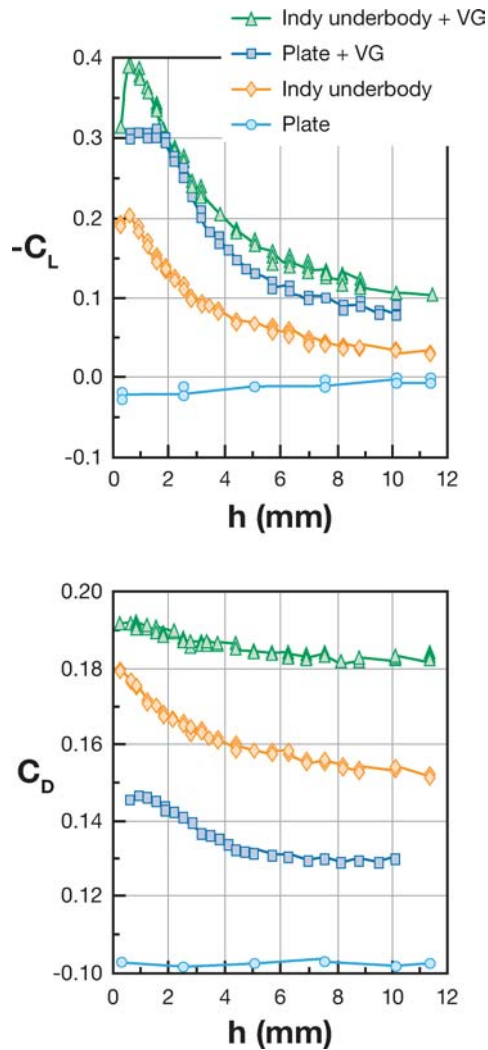 Indy underbody + VG
Plate + VG
Indy underbody
Plate
0.4
0.3
0.2
-CL
0.1
0.0
-0.1
0 2 4 6 8 10 12
h (mm)
0.20
0.18
0.16
CD
0.14
0.12
-0.10
0 2 4 6 8 10 12
h (mm)